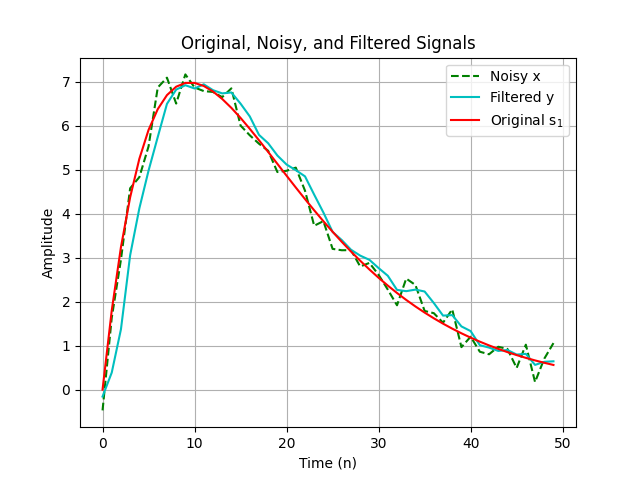 Original, Noisy, and Filtered Signals
Noisy x
Filtered y
Original s₁
Amplitude
7
6
5
4
3
2
1
0
0 10 20 30 40 50
Time (n)